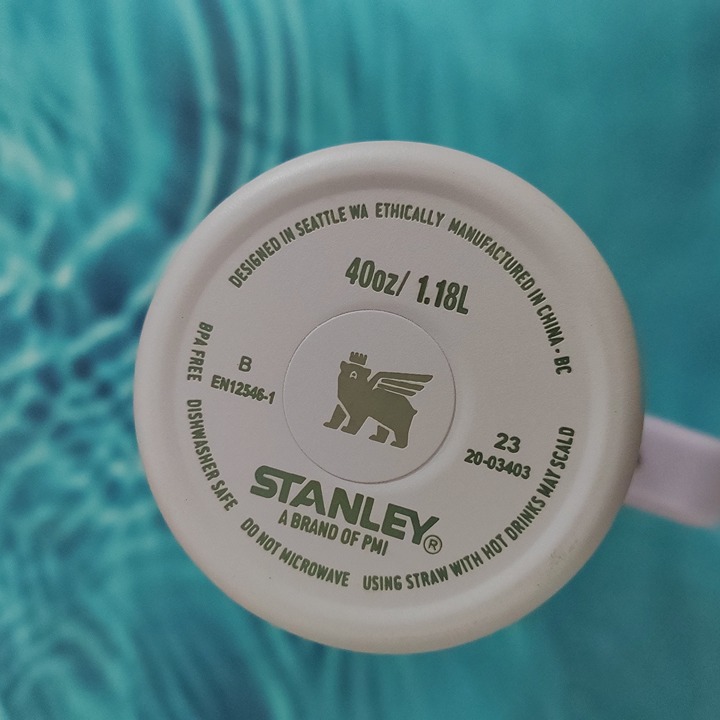 DESIGNED IN SEATTLE WA ETHICALLY MANUFACTURED IN CHINA - BC
40oz/ 1.18L
BPA FREE
B
EN12546-1
23
20-03403
DISHWASHER SAFE
STANLEY®
A BRAND OF PMI
DO NOT MICROWAVE
USING STRAW WITH HOT DRINKS MAY SCALD